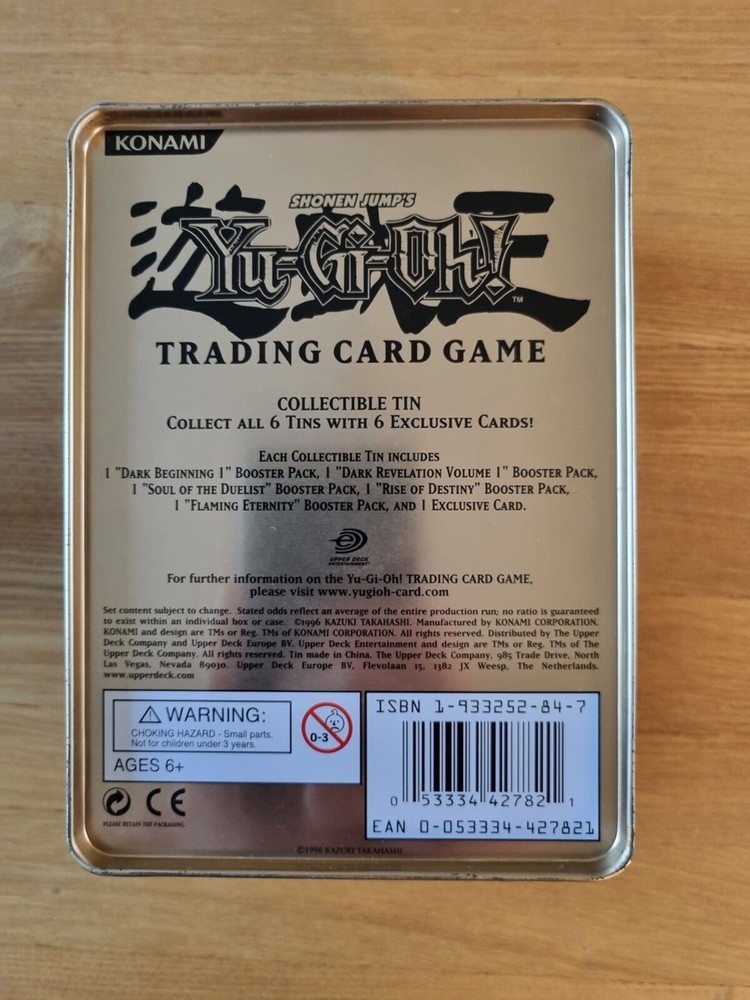 KONAMI
SHONEN JUMP'S
遊戯王
Yu-Gi-Oh!
TM
TRADING CARD GAME
COLLECTIBLE TIN
COLLECT ALL 6 TINS WITH 6 EXCLUSIVE CARDS!
EACH COLLECTIBLE TIN INCLUDES
1 "DARK BEGINNING 1" BOOSTER PACK, 1 "DARK REVELATION VOLUME 1" BOOSTER PACK,
1 "SOUL OF THE DUELIST" BOOSTER PACK, 1 "RISE OF DESTINY" BOOSTER PACK,
1 "FLAMING ETERNITY" BOOSTER PACK, AND 1 EXCLUSIVE CARD.
UPPER DECK
ENTERTAINMENT
For further information on the Yu-Gi-Oh! TRADING CARD GAME,
please visit www.yugioh-card.com
Set content subject to change. Stated odds reflect an average of the entire production run; no ratio is guaranteed
to exist within an individual box or case. ©1996 KAZUKI TAKAHASHI. Manufactured by KONAMI CORPORATION.
KONAMI and design are TMs or Reg. TMs of KONAMI CORPORATION. All rights reserved. Distributed by The Upper
Deck Company and Upper Deck Europe BV. Upper Deck Entertainment and design are TMs or Reg. TMs of The
Upper Deck Company. All rights reserved. Tin made in China. The Upper Deck Company, 985 Trade Drive, North
Las Vegas, Nevada 89030. Upper Deck Europe BV, Flevolaan 15, 1382 JX Weesp, The Netherlands.
www.upperdeck.com
WARNING:
CHOKING HAZARD - Small parts.
Not for children under 3 years.
0-3
AGES 6+
CE
PLEASE RETAIN THE PACKAGING.
ISBN 1-933252-84-7
0 53334 42782 1
EAN 0-053334-427821
©1996 KAZUKI TAKAHASHI